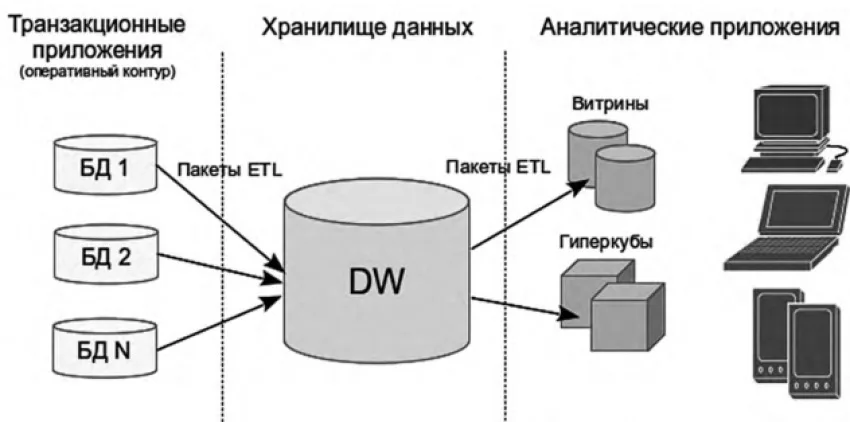 Транзакционные
приложения
(оперативный контур)
Хранилище данных
Аналитические приложения
БД 1
БД 2
БД N
Пакеты ETL
DW
Пакеты ETL
Витрины
Гиперкубы